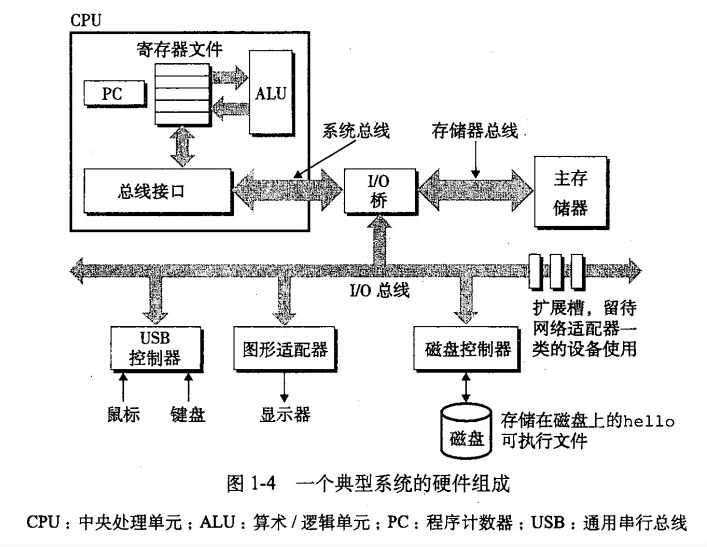 CPU
寄存器文件
PC
ALU
系统总线
存储器总线
总线接口
I/O
桥
主存
储器
I/O 总线
扩展槽，留待
网络适配器一
类的设备使用
USB
控制器
图形适配器
磁盘控制器
鼠标
键盘
显示器
磁盘
存储在磁盘上的hello
可执行文件
图 1-4 一个典型系统的硬件组成
CPU：中央处理单元；ALU：算术/逻辑单元；PC：程序计数器；USB：通用串行总线